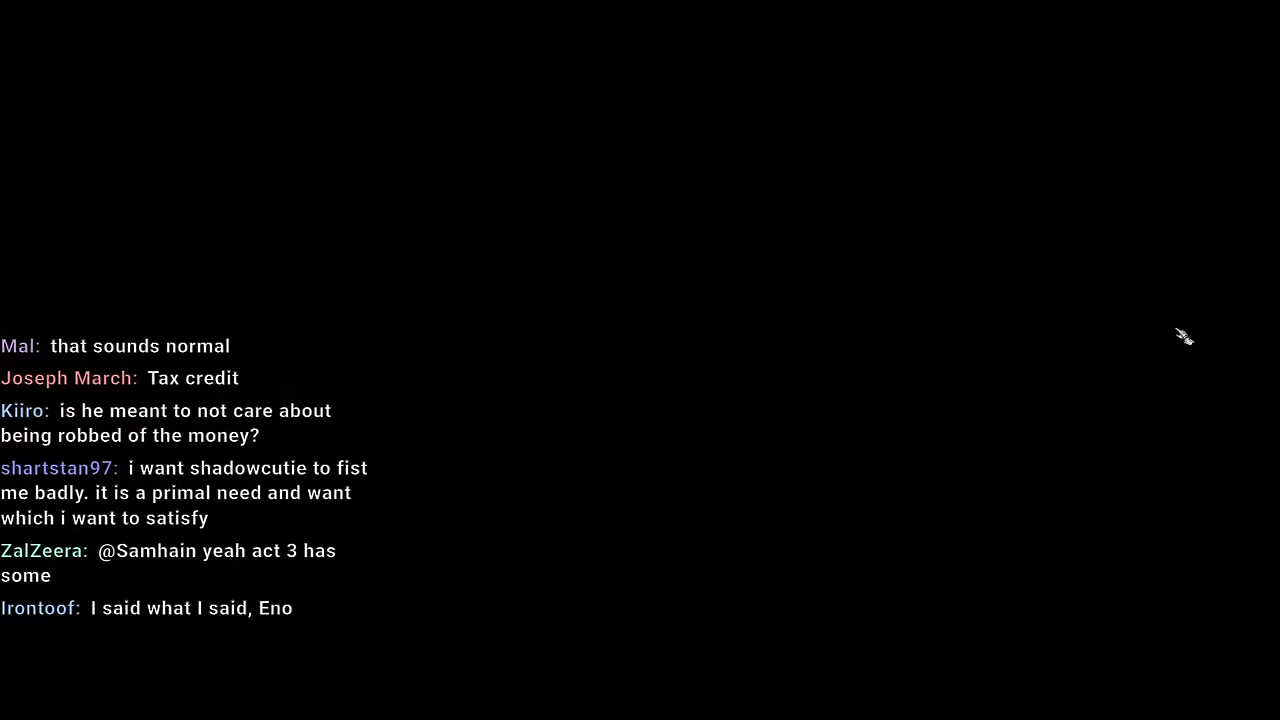 Mal: that sounds normal
Joseph March: Tax credit
Kiiro: is he meant to not care about
being robbed of the money?
shartstan97: i want shadowcutie to fist
me badly. it is a primal need and want
which i want to satisfy
ZalZeera: @Samhain yeah act 3 has
some
Irontoof: I said what I said, Eno